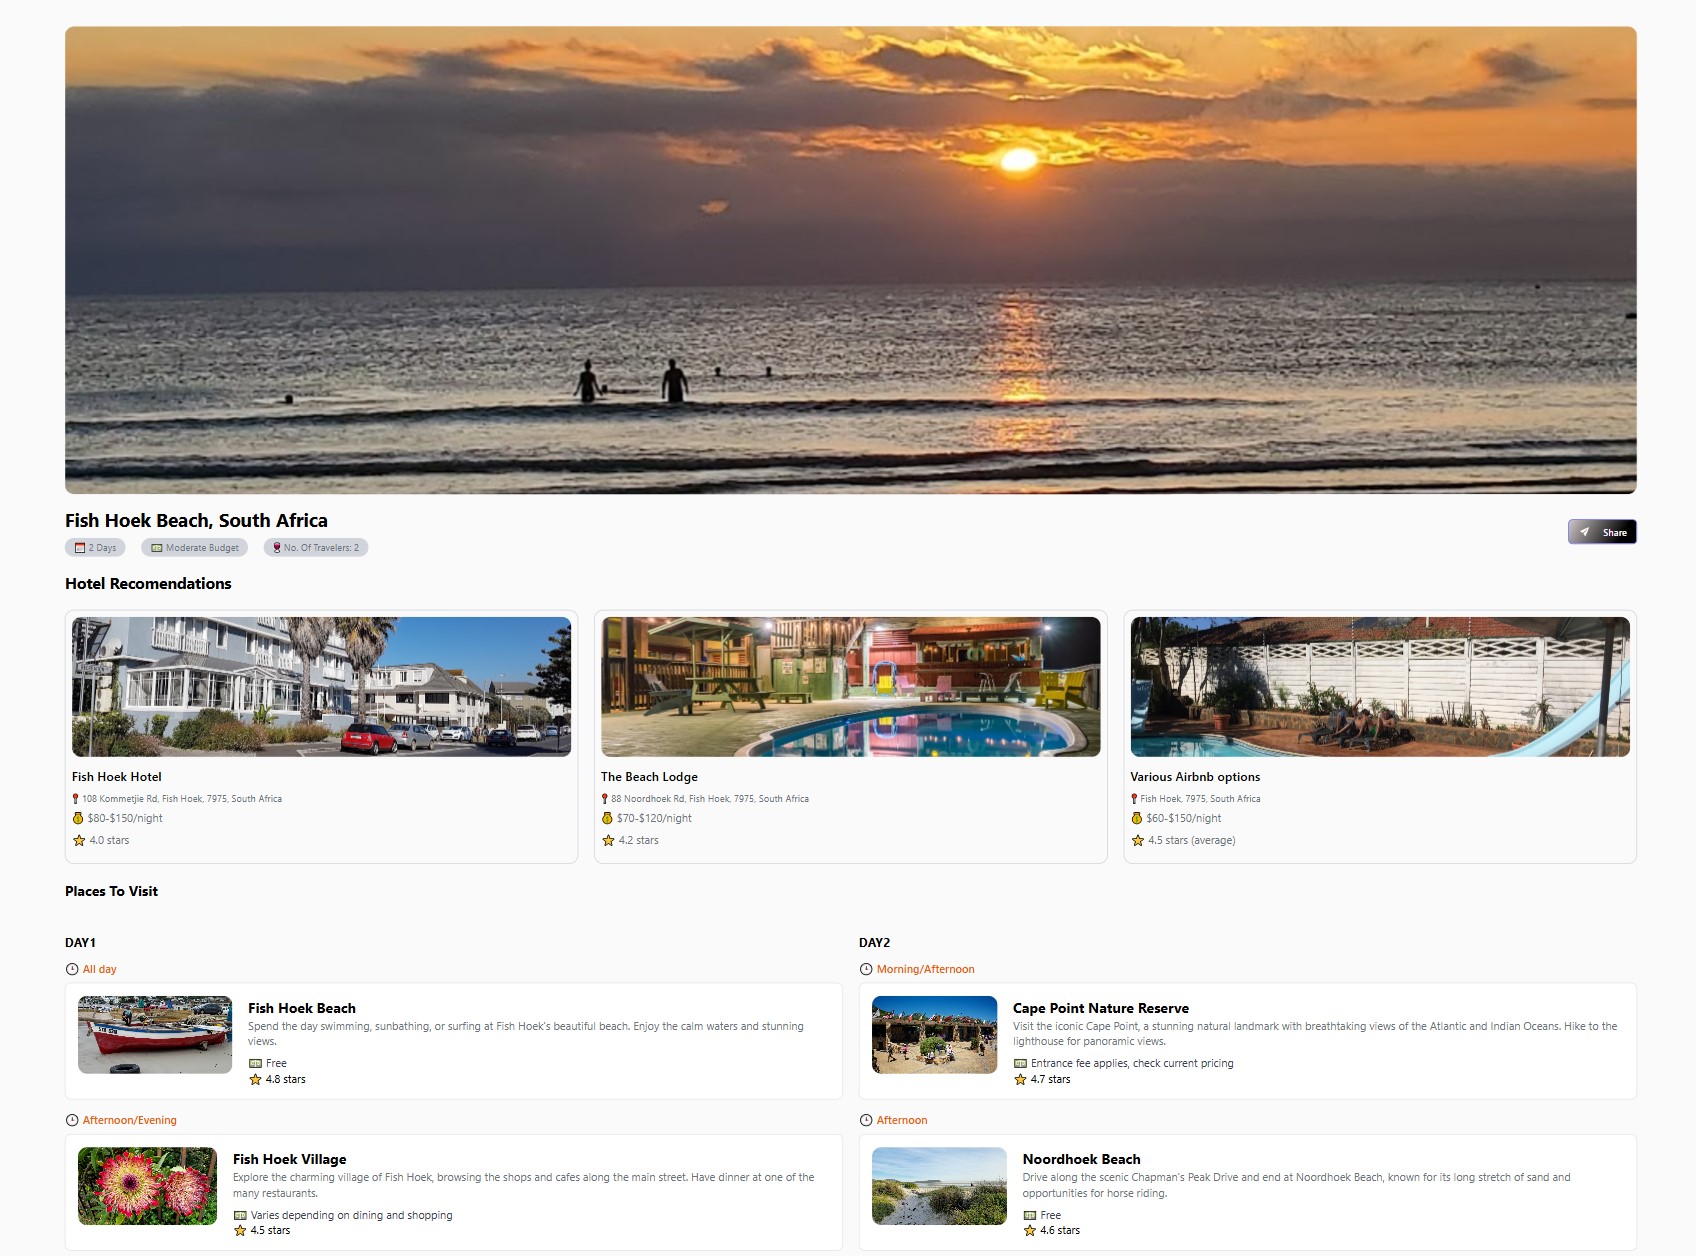 Fish Hoek Beach, South Africa
2 Days
Moderate Budget
No. Of Travelers: 2
Share
Hotel Recomendations
Fish Hoek Hotel
108 Kommetjie Rd, Fish Hoek, 7975, South Africa
$80-$150/night
4.0 stars
The Beach Lodge
88 Noordhoek Rd, Fish Hoek, 7975, South Africa
$70-$120/night
4.2 stars
Various Airbnb options
Fish Hoek, 7975, South Africa
$60-$150/night
4.5 stars (average)
Places To Visit
DAY1
All day
Fish Hoek Beach
Spend the day swimming, sunbathing, or surfing at Fish Hoek's beautiful beach. Enjoy the calm waters and stunning
views.
Free
4.8 stars
Afternoon/Evening
Fish Hoek Village
Explore the charming village of Fish Hoek, browsing the shops and cafes along the main street. Have dinner at one of the
many restaurants.
Varies depending on dining and shopping
4.5 stars
DAY2
Morning/Afternoon
Cape Point Nature Reserve
Visit the iconic Cape Point, a stunning natural landmark with breathtaking views of the Atlantic and Indian Oceans. Hike to the
lighthouse for panoramic views.
Entrance fee applies, check current pricing
4.7 stars
Afternoon
Noordhoek Beach
Drive along the scenic Chapman's Peak Drive and end at Noordhoek Beach, known for its long stretch of sand and
opportunities for horse riding.
Free
4.6 stars